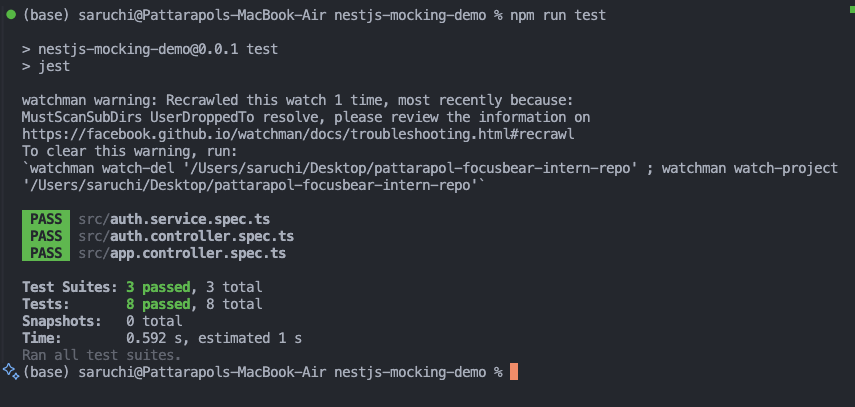 (base) saruchi@Pattarapols-MacBook-Air nestjs-mocking-demo % npm run test
> nestjs-mocking-demo@0.0.1 test
> jest
watchman warning: Recrawled this watch 1 time, most recently because:
MustScanSubDirs UserDroppedTo resolve, please review the information on
https://facebook.github.io/watchman/docs/troubleshooting.html#recrawl
To clear this warning, run:
`watchman watch-del '/Users/saruchi/Desktop/pattarapol-focusbear-intern-repo' ; watchman watch-project
'/Users/saruchi/Desktop/pattarapol-focusbear-intern-repo'`
PASS src/auth.service.spec.ts
PASS src/auth.controller.spec.ts
PASS src/app.controller.spec.ts
Test Suites: 3 passed, 3 total
Tests: 8 passed, 8 total
Snapshots: 0 total
Time: 0.592 s, estimated 1 s
Ran all test suites.
(base) saruchi@Pattarapols-MacBook-Air nestjs-mocking-demo %